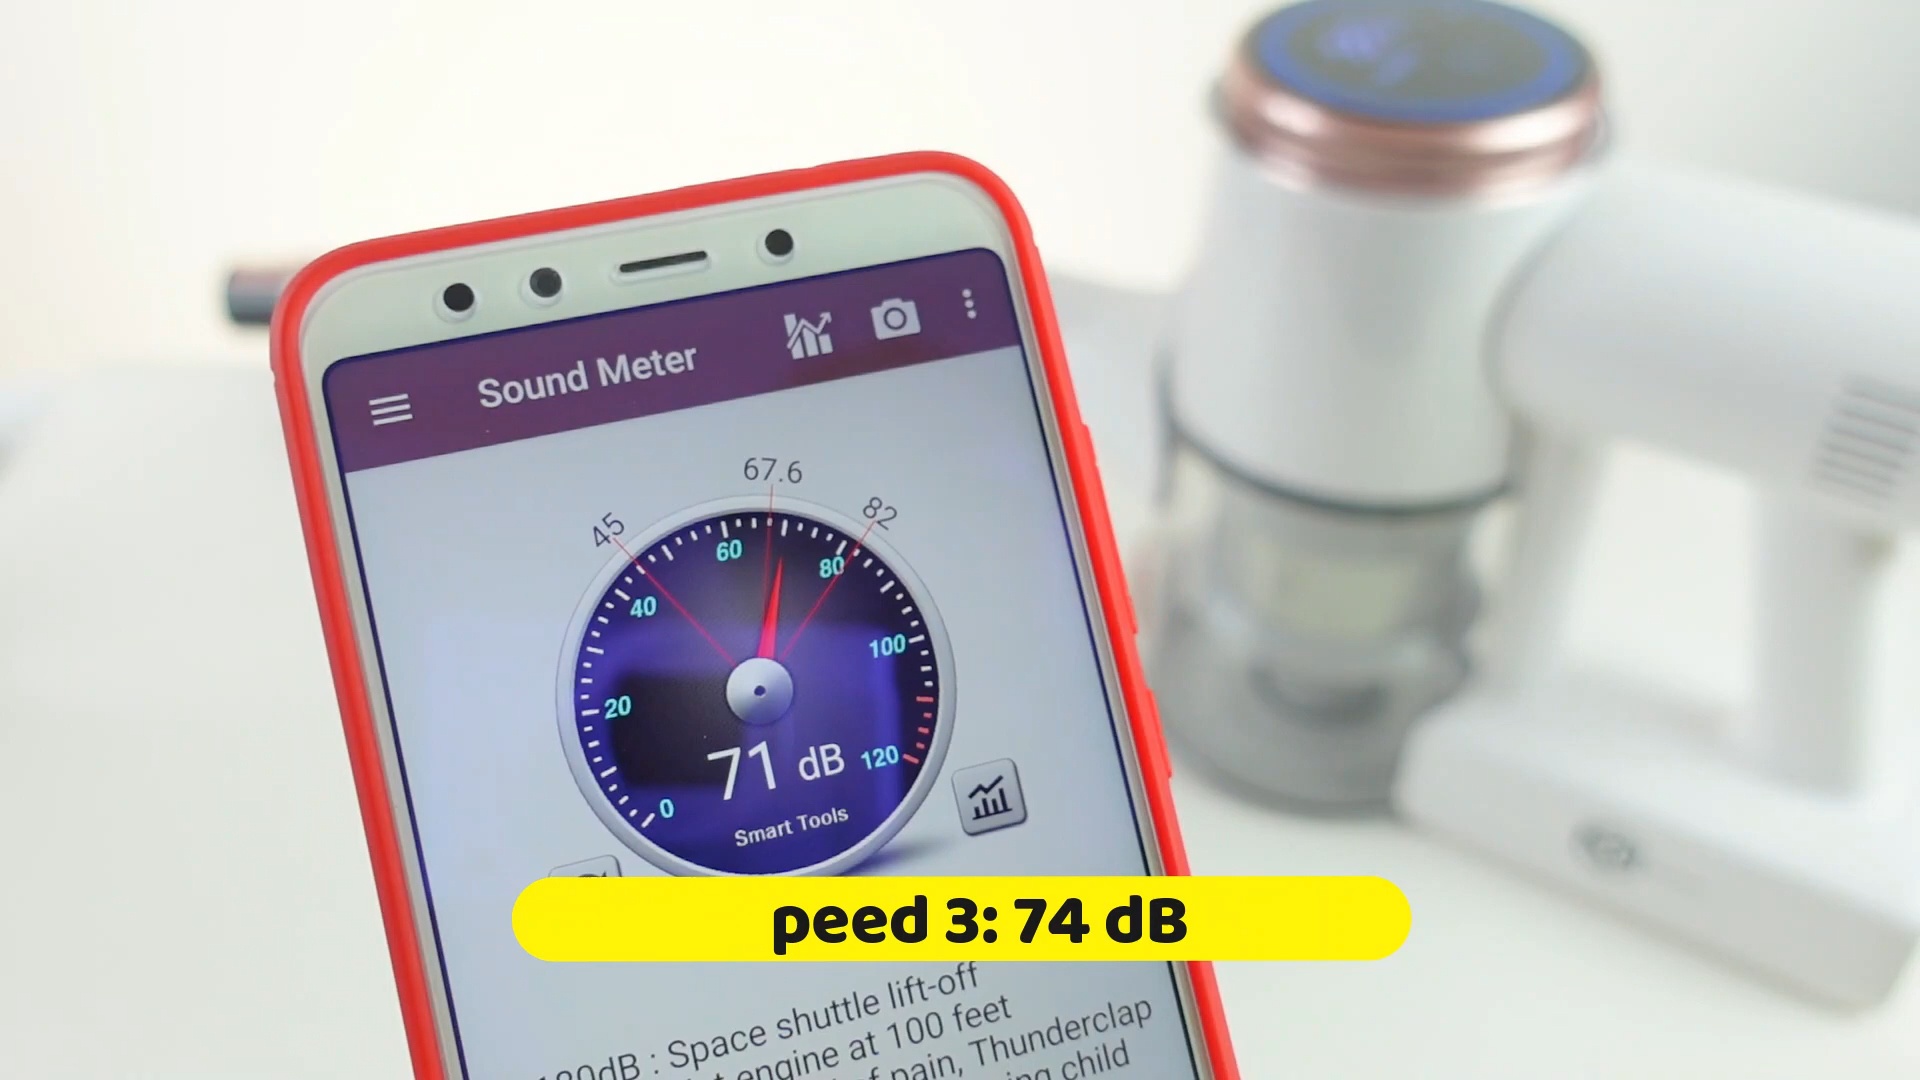 Sound Meter
67.6
45
82
60
80
40
100
20
120
0
71 dB
Smart Tools
peed 3: 74 dB
: Space shuttle lift-off
engine at 100 feet
pain, Thunderclap
child